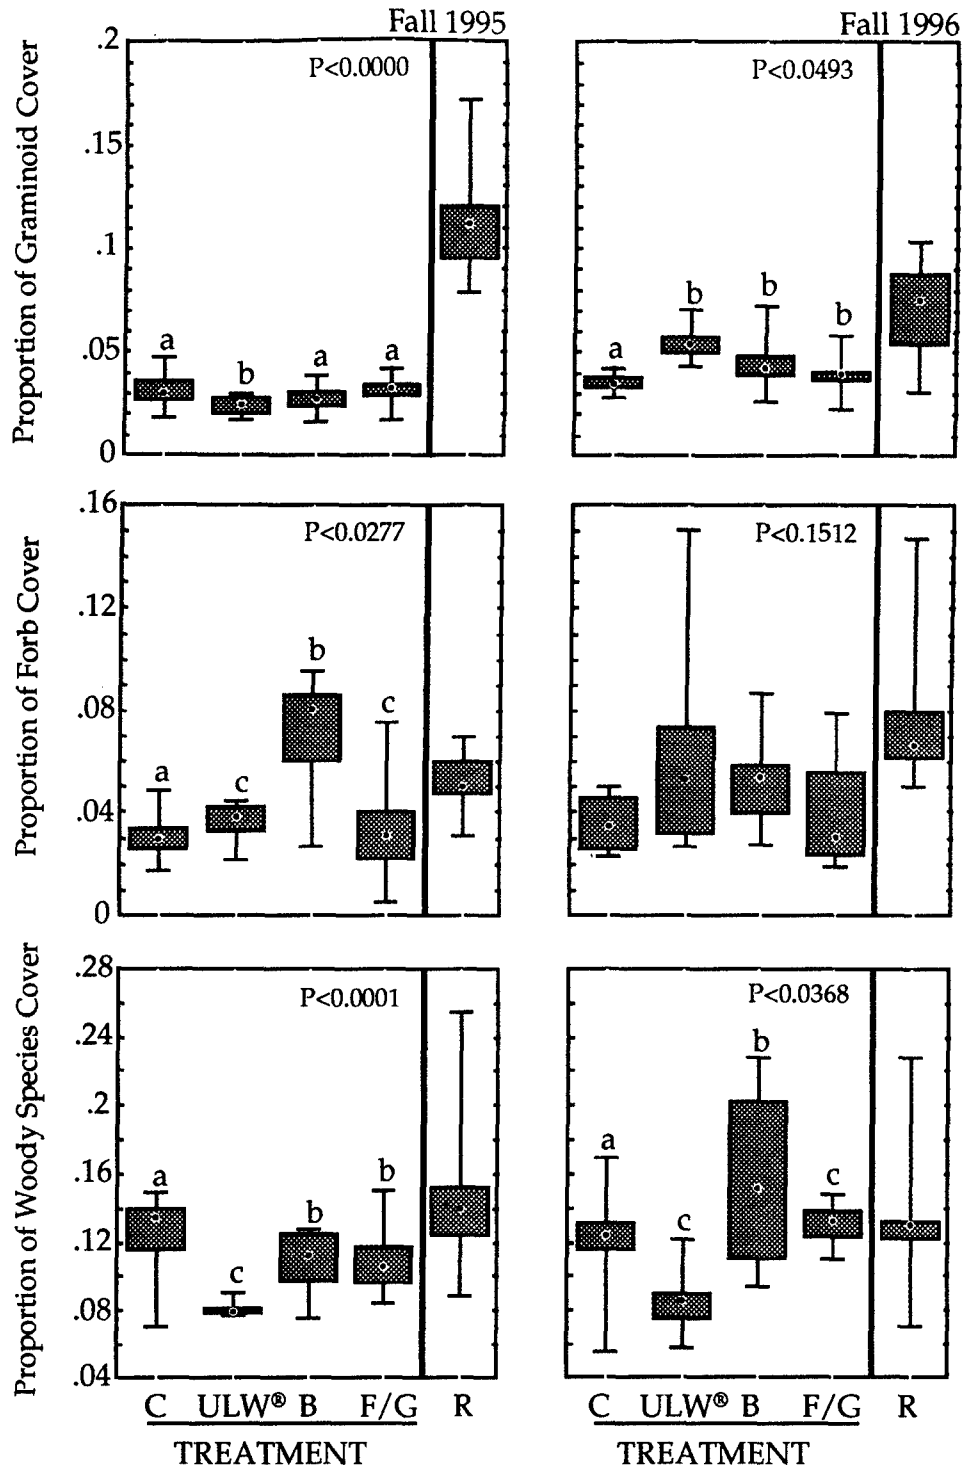 Fall 1995
Fall 1996
Proportion of Graminoid Cover
.2
.15
.1
.05
0
P<0.0000
a
b
a
a
P<0.0493
a
b
b
b
Proportion of Forb Cover
.16
.12
.08
.04
0
P<0.0277
a
c
b
c
P<0.1512
Proportion of Woody Species Cover
.28
.24
.2
.16
.12
.08
.04
P<0.0001
a
c
b
b
P<0.0368
a
c
b
c
C ULW® B F/G R
TREATMENT
C ULW® B F/G R
TREATMENT